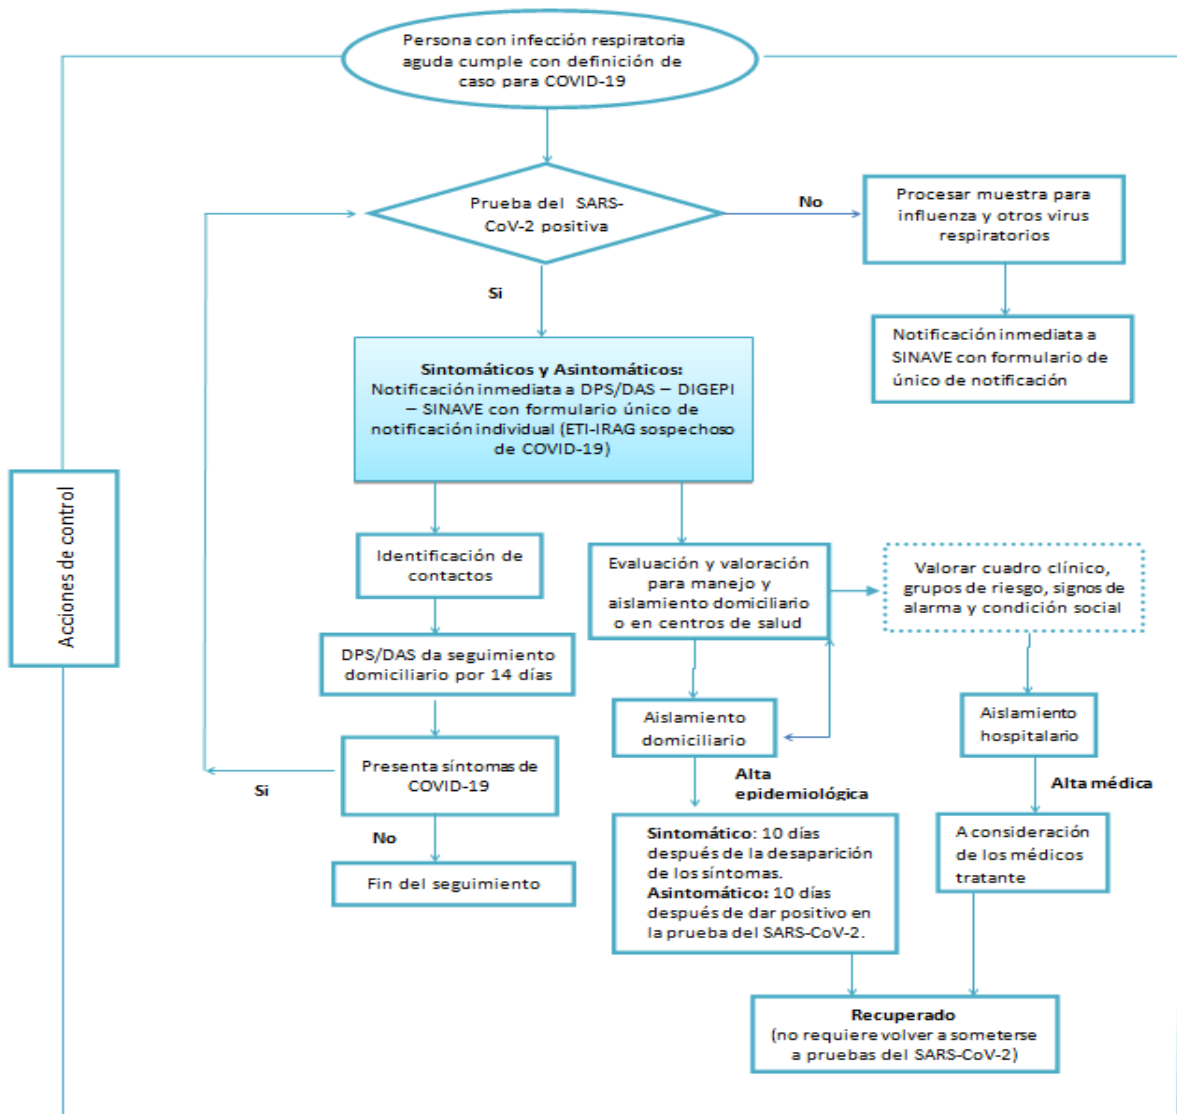 Persona con infección respiratoria
aguda cumple con definición de
caso para COVID-19
Prueba del SARS-
CoV-2 positiva
No
Procesar muestra para
influenza y otros virus
respiratorios
Si
Notificación inmediata a
SINAVE con formulario de
único de notificación
Sintomáticos y Asintomáticos:
Notificación inmediata a DPS/DAS – DIGEPI
– SINAVE con formulario único de
notificación individual (ETI-IRAG sospechoso
de COVID-19)
Acciones de control
Identificación de
contactos
Evaluación y valoración
para manejo y
aislamiento domiciliario
o en centros de salud
Valorar cuadro clínico,
grupos de riesgo, signos de
alarma y condición social
DPS/DAS da seguimiento
domiciliario por 14 días
Aislamiento
domiciliario
Aislamiento
hospitalario
Presenta síntomas de
COVID-19
Si
No
Fin del seguimiento
Alta
epidemiológica
Alta médica
Sintomático: 10 días
después de la desaparición
de los síntomas.
Asintomático: 10 días
después de dar positivo en
la prueba del SARS-CoV-2.
A consideración
de los médicos
tratante
Recuperado
(no requiere volver a someterse
a pruebas del SARS-CoV-2)